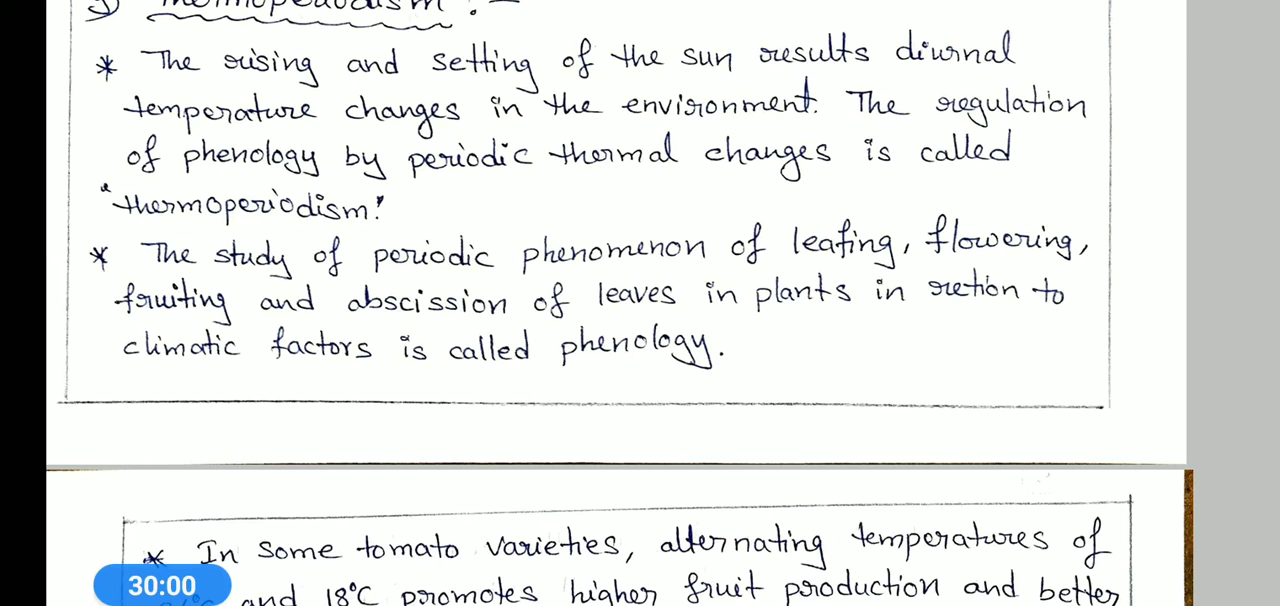 * The rising and setting of the sun results diurnal
temperature changes in the environment. The regulation
of phenology by periodic thermal changes is called
"thermoperiodism".
* The study of periodic phenomenon of leafing, flowering,
fruiting and abscission of leaves in plants in retion to
climatic factors is called phenology.
* In some tomato varieties, alternating temperatures of
and 18°C promotes higher fruit production and better
30:00